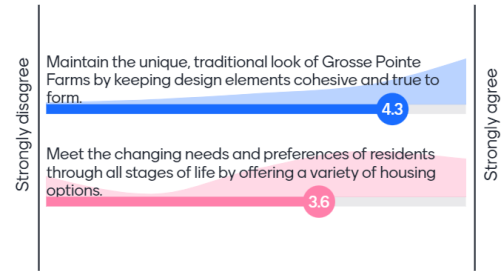 Strongly disagree
Maintain the unique, traditional look of Grosse Pointe
Farms by keeping design elements cohesive and true to
form.
4.3
Meet the changing needs and preferences of residents
through all stages of life by offering a variety of housing
options.
3.6
Strongly agree